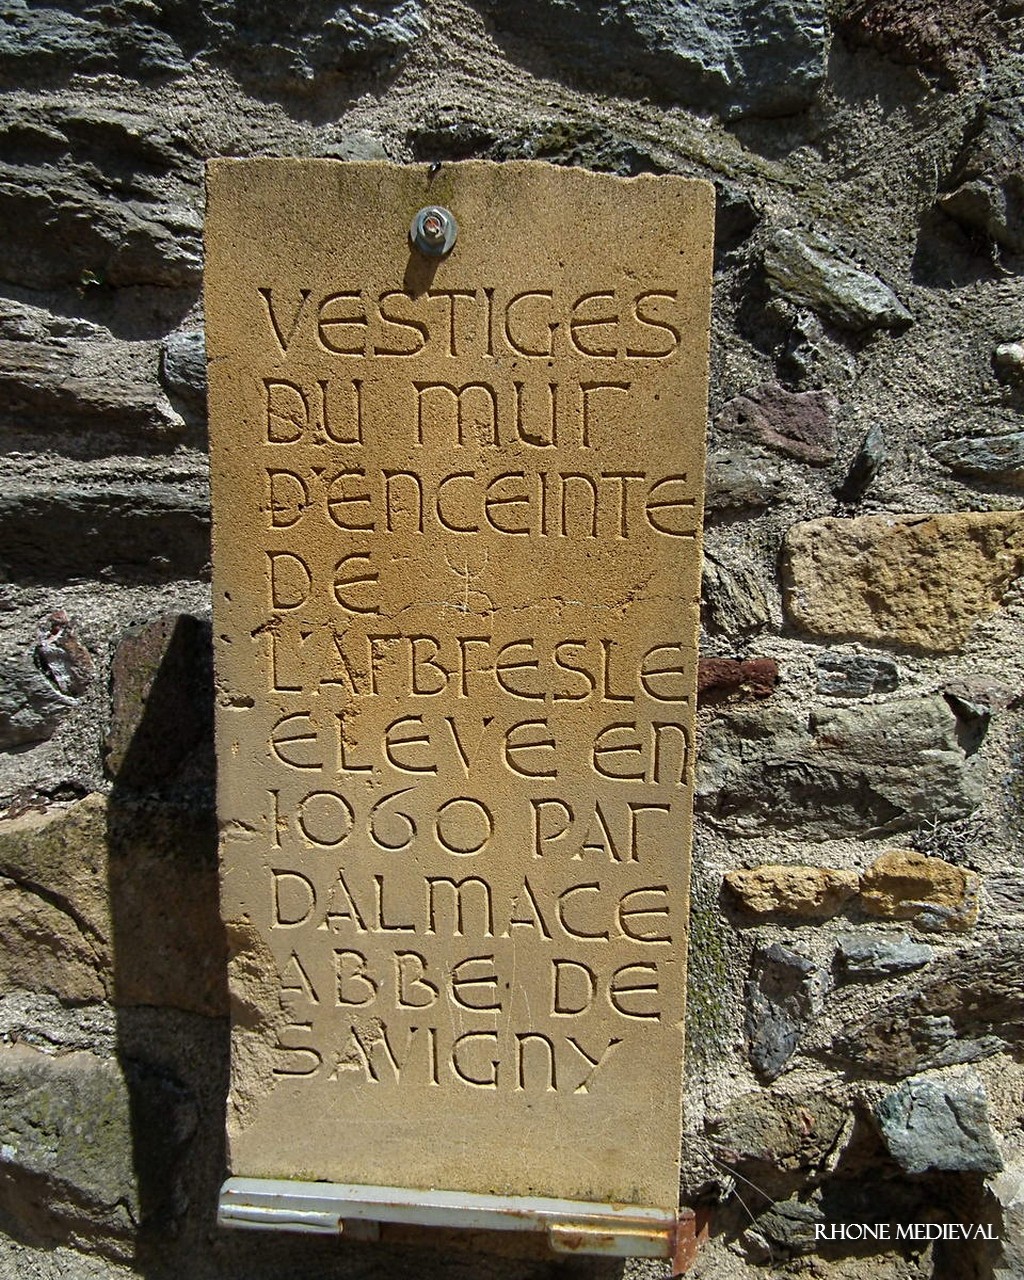 VESTIGES
DU MUR
D'ENCEINTE
DE
L'ARBRESLE
ELEVE EN
1060 PAR
DALMACE
ABBE DE
SAVIGNY
RHONE MEDIEVAL